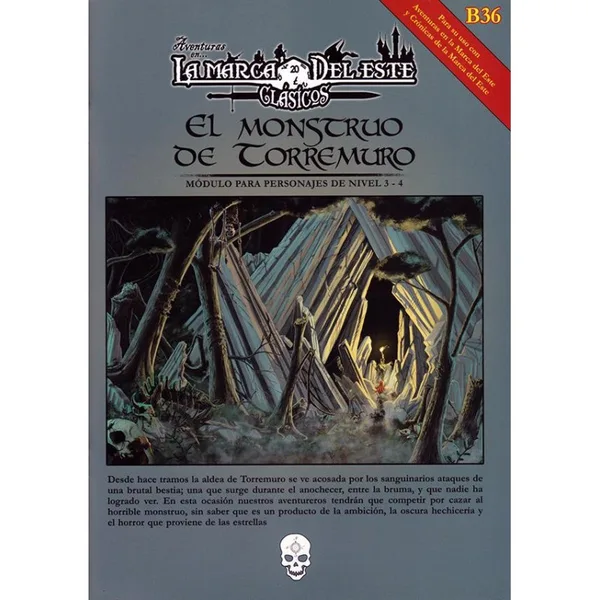 B36
Para su uso con
Aventuras en la Marca del Este
y Crónicas de la Marca del Este
Aventuras
en...
LA MARCA DEL ESTE
20
CLÁSICOS
EL MONSTRUO
DE TORREMURO
MÓDULO PARA PERSONAJES DE NIVEL 3 - 4
Desde hace tramos la aldea de Torremuro se ve acosada por los sanguinarios ataques de
una brutal bestia; una que surge durante el anochecer, entre la bruma, y que nadie ha
logrado ver. En esta ocasión nuestros aventureros tendrán que competir por cazar al
horrible monstruo, sin saber que es un producto de la ambición, la oscura hechicería y
el horror que proviene de las estrellas